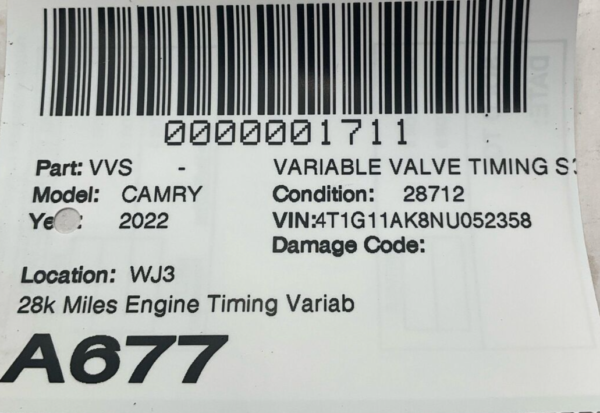 0000001711
Part: VVS - VARIABLE VALVE TIMING
Model: CAMRY Condition: 28712
2022 VIN:4T1G11AK8NU052358
Damage Code:
Location: WJ3
28k Miles Engine Timing Variab
A677